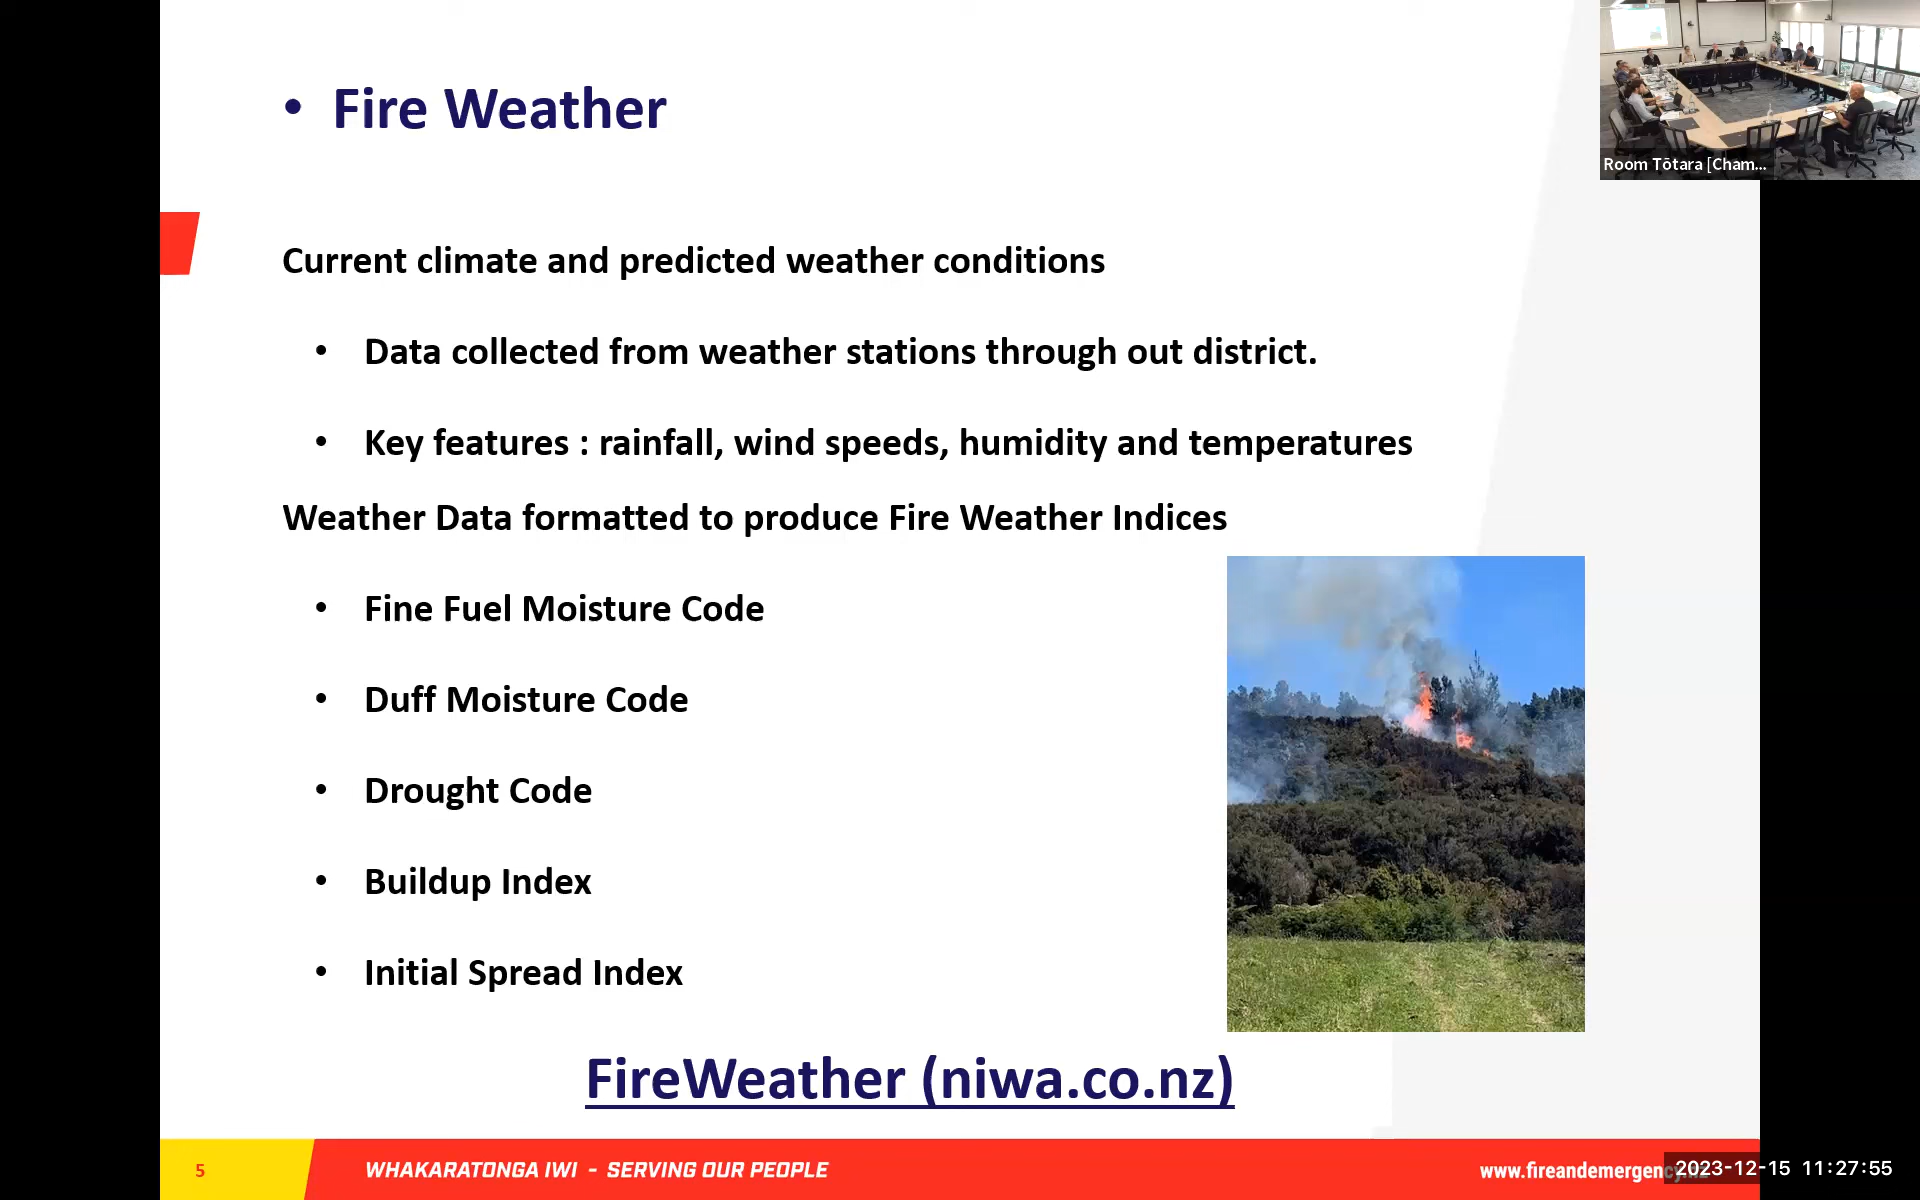 • Fire Weather
Room Tōtara [Cham...
Current climate and predicted weather conditions
• Data collected from weather stations through out district.
• Key features : rainfall, wind speeds, humidity and temperatures
Weather Data formatted to produce Fire Weather Indices
• Fine Fuel Moisture Code
• Duff Moisture Code
• Drought Code
• Buildup Index
• Initial Spread Index
FireWeather (niwa.co.nz)
5
WHAKARATONGA IWI - SERVING OUR PEOPLE
www.fireandemergenc
2023-12-15 11:27:55